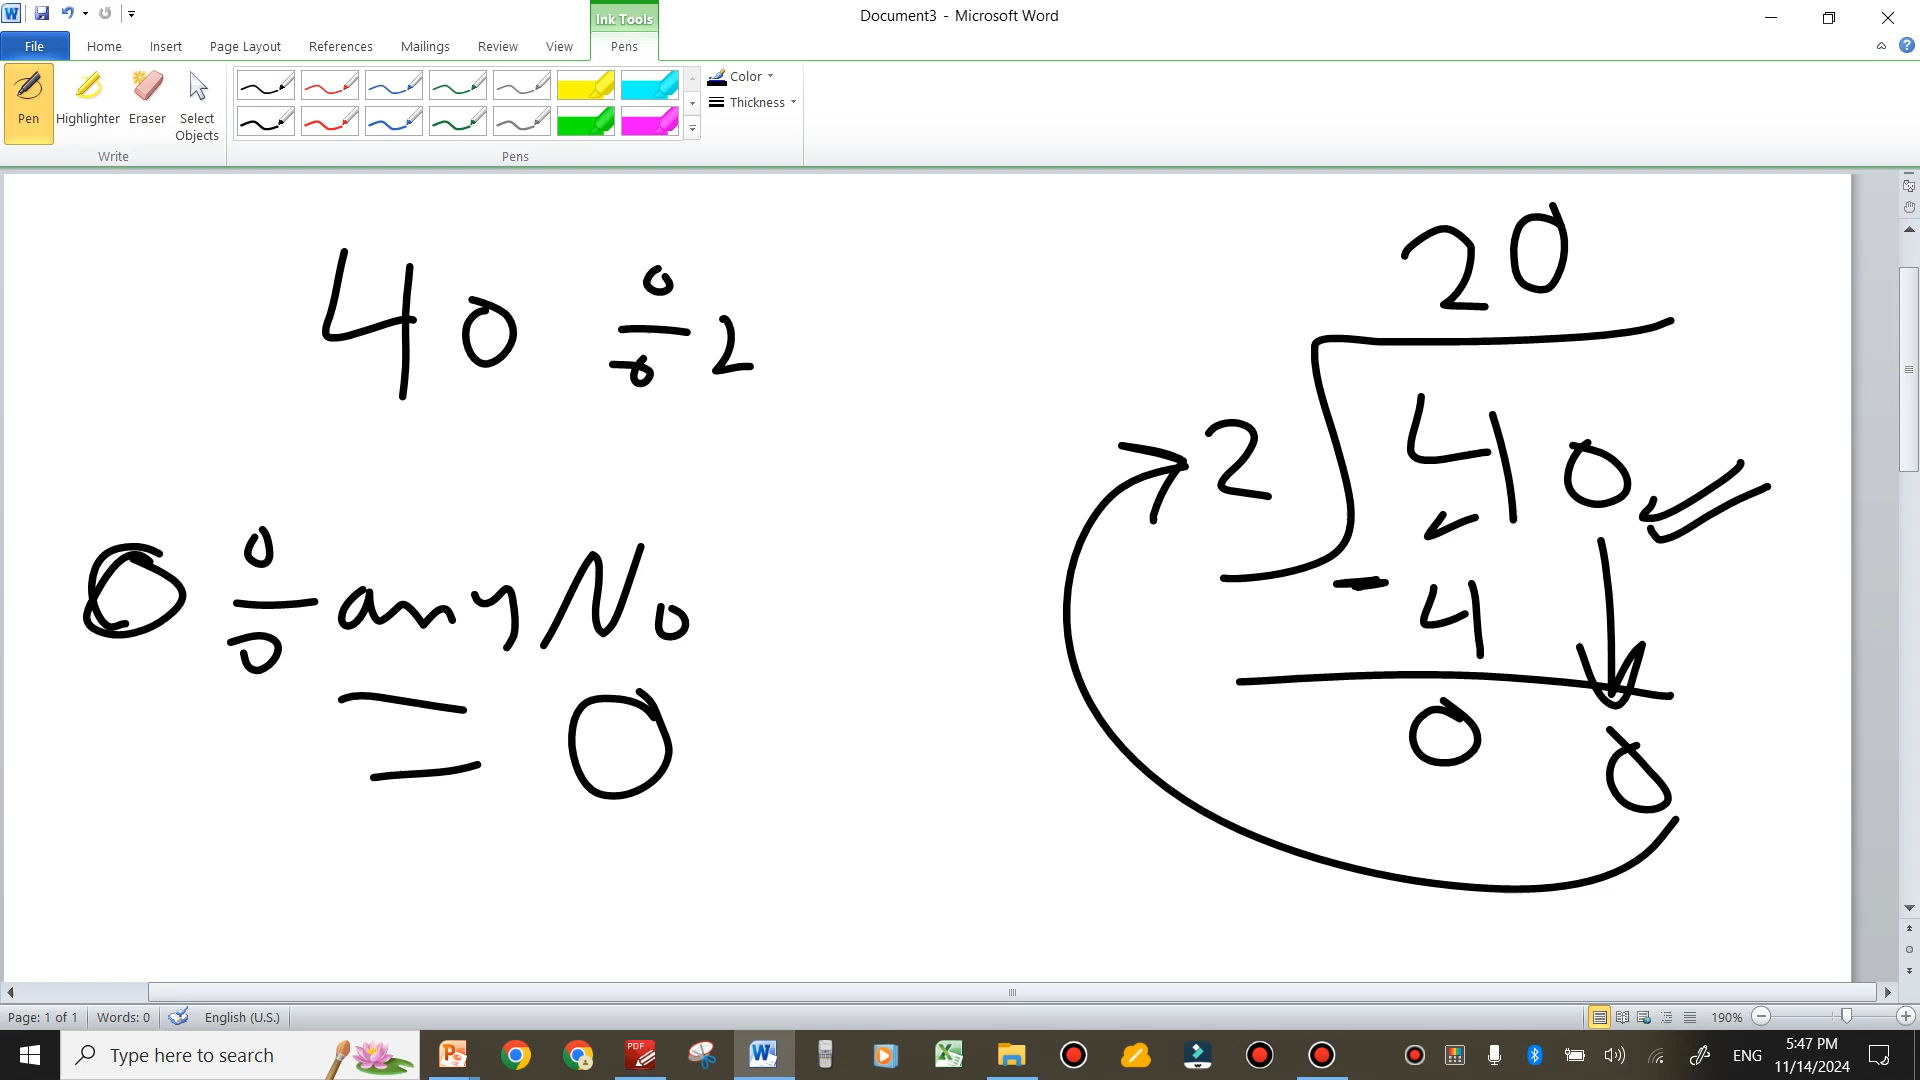 Document3 - Microsoft Word
Ink Tools
File Home Insert Page Layout References Mailings Review View Pens
Pen Highlighter Eraser Select Objects
Color
Thickness
Write
Pens
40 ÷ 2
0 ÷ any No
= 0
20
2 40
- 4
0 0
Page: 1 of 1 Words: 0 English (U.S.) 190%
Type here to search
PDF
ENG
5:47 PM
11/14/2024